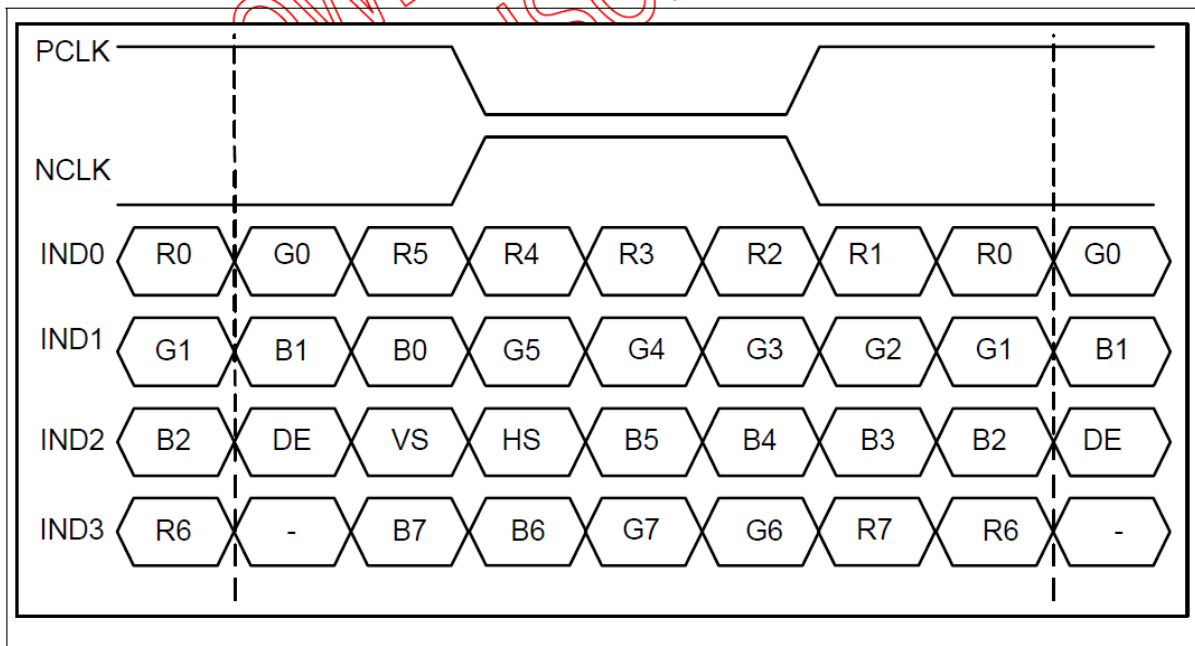 PCLK
NCLK
IND0 R0 G0 R5 R4 R3 R2 R1 R0 G0
IND1 G1 B1 B0 G5 G4 G3 G2 G1 B1
IND2 B2 DE VS HS B5 B4 B3 B2 DE
IND3 R6 - B7 B6 G7 G6 R7 R6 -